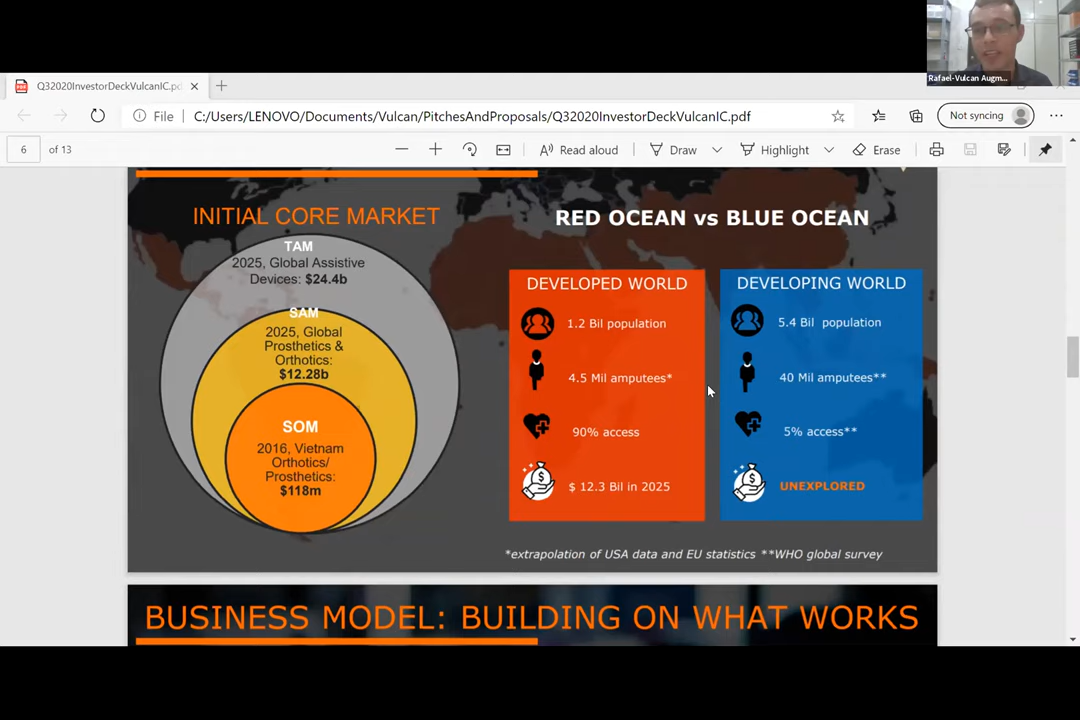 Rafael-Vulcan Augm...
Q32020InvestorDeckVulcanIC.pd
File
C:/Users/LENOVO/Documents/Vulcan/PitchesAndProposals/Q32020InvestorDeckVulcanIC.pdf
Not syncing
6
of 13
Read aloud
Draw
Highlight
Erase
INITIAL CORE MARKET
TAM
2025, Global Assistive
Devices: $24.4b
SAM
2025, Global
Prosthetics &
Orthotics:
$12.28b
SOM
2016, Vietnam
Orthotics/
Prosthetics:
$118m
RED OCEAN vs BLUE OCEAN
DEVELOPED WORLD
1.2 Bil population
4.5 Mil amputees*
90% access
$ 12.3 Bil in 2025
DEVELOPING WORLD
5.4 Bil population
40 Mil amputees**
5% access**
UNEXPLORED
*extrapolation of USA data and EU statistics **WHO global survey
BUSINESS MODEL: BUILDING ON WHAT WORKS